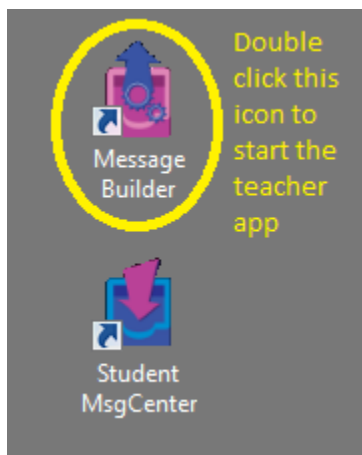 Message
Builder
Double
click this
icon to
start the
teacher
app
Student
MsgCenter